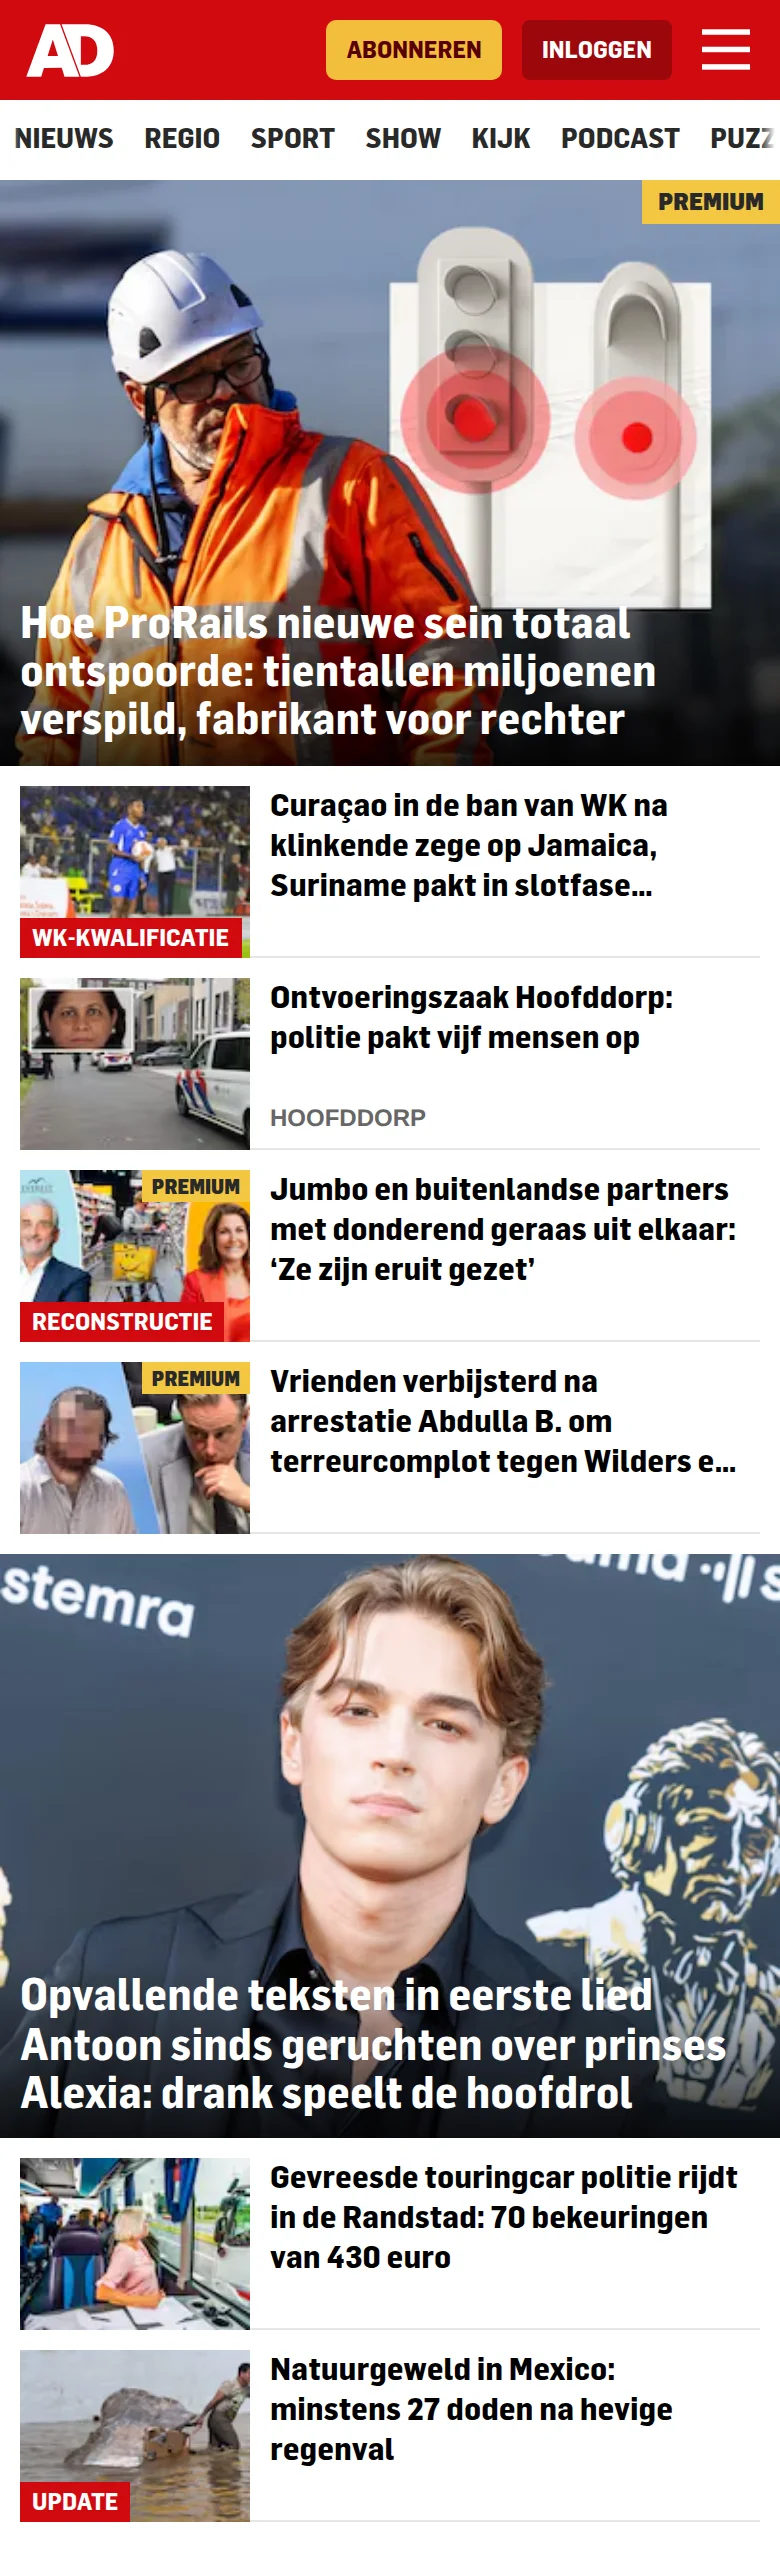 AD
ABONNEREN
INLOGGEN
NIEUWS REGIO SPORT SHOW KIJK PODCAST PUZZ
PREMIUM
Hoe ProRails nieuwe sein totaal
ontspoorde: tientallen miljoenen
verspild, fabrikant voor rechter
Curaçao in de ban van WK na
klinkende zege op Jamaica,
Suriname pakt in slotfase...
WK-KWALIFICATIE
Ontvoeringszaak Hoofddorp:
politie pakt vijf mensen op
HOOFDDORP
PREMIUM
Jumbo en buitenlandse partners
met donderend geraas uit elkaar:
‘Ze zijn eruit gezet’
RECONSTRUCTIE
PREMIUM
Vrienden verbijsterd na
arrestatie Abdulla B. om
terreurcomplot tegen Wilders e...
stemra
Opvallende teksten in eerste lied
Antoon sinds geruchten over prinses
Alexia: drank speelt de hoofdrol
Gevreesde touringcar politie rijdt
in de Randstad: 70 bekeuringen
van 430 euro
Natuurgeweld in Mexico:
minstens 27 doden na hevige
regenval
UPDATE